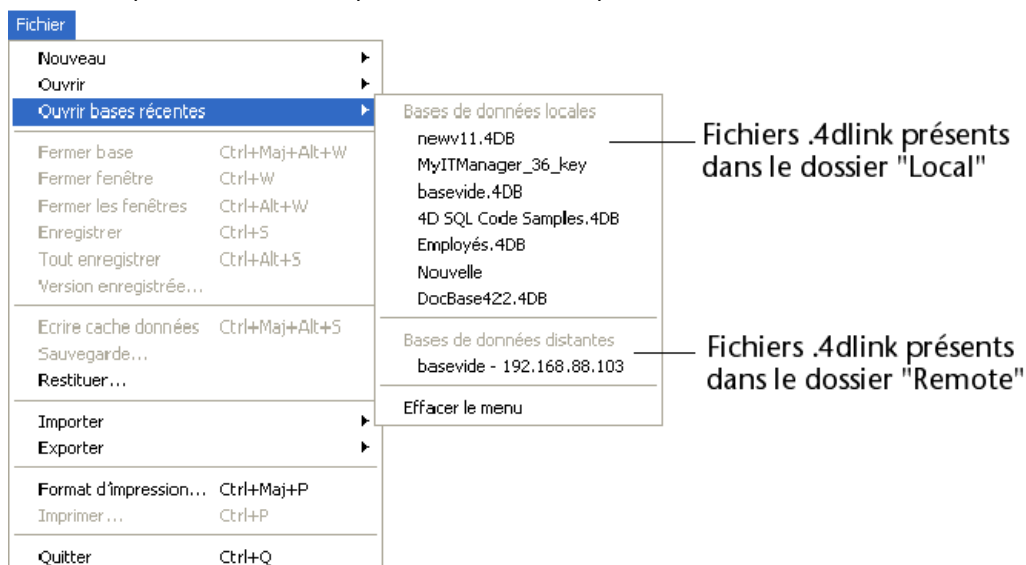 Fichier
Nouveau
Ouvrir
Ouvrir bases récentes
Fermer base Ctrl+Maj+Alt+W
Fermer fenêtre Ctrl+W
Fermer les fenêtres Ctrl+Alt+W
Enregistrer Ctrl+S
Tout enregistrer Ctrl+Alt+S
Version enregistrée...
Ecrire cache données Ctrl+Maj+Alt+S
Sauvegarde...
Restituer...
Importer
Exporter
Format d'impression... Ctrl+Maj+P
Imprimer... Ctrl+P
Quitter Ctrl+Q
Bases de données locales
newv11.4DB
MyITManager_36_key
basevide.4DB
4D SQL Code Samples.4DB
Employés.4DB
Nouvelle
DocBase422.4DB
Bases de données distantes
basevide - 192.168.88.103
Effacer le menu
Fichiers .4dlink présents
dans le dossier "Local"
Fichiers .4dlink présents
dans le dossier "Remote"